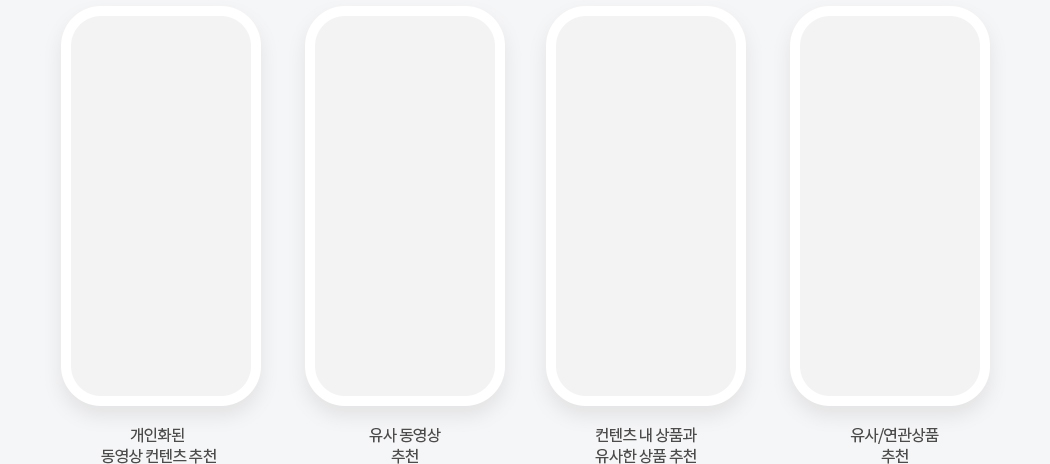 개인화된
동영상 컨텐츠 추천
유사 동영상
추천
컨텐츠 내 상품과
유사한 상품 추천
유사/연관상품
추천